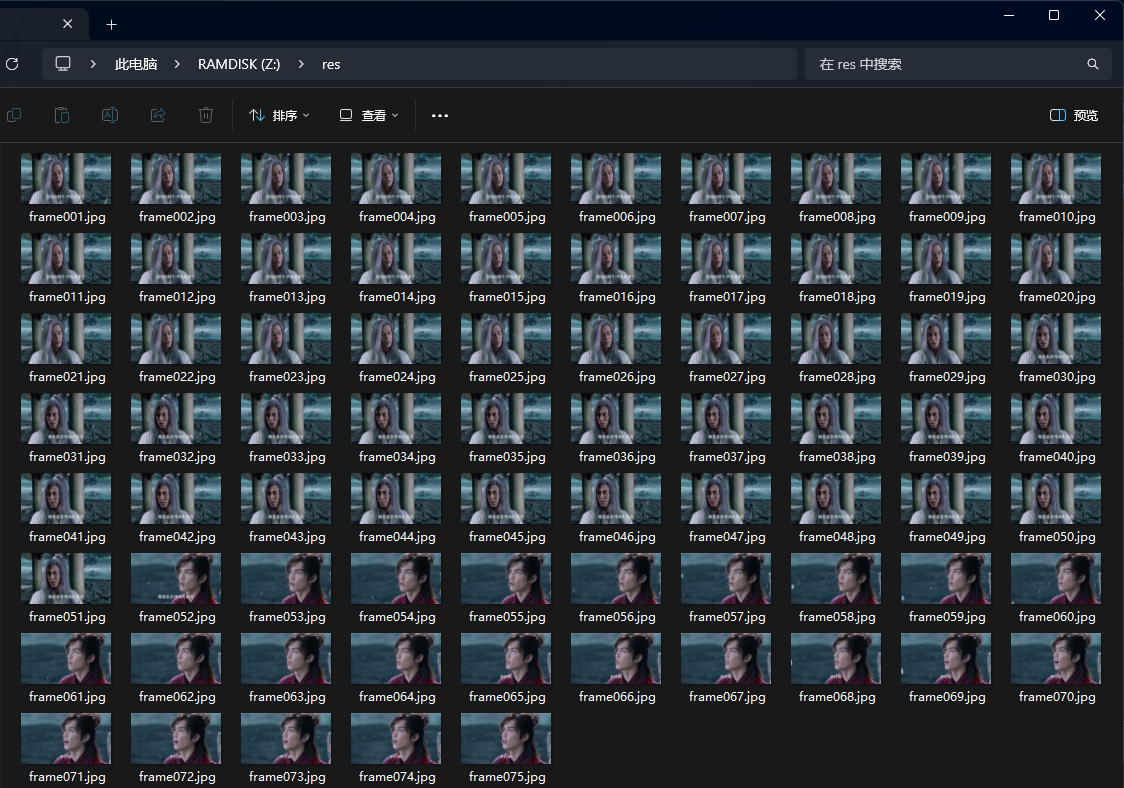 此电脑 RAMDISK (Z:) res
在 res 中搜索
排序 查看 预览
frame001.jpg frame002.jpg frame003.jpg frame004.jpg frame005.jpg frame006.jpg frame007.jpg frame008.jpg frame009.jpg frame010.jpg
frame011.jpg frame012.jpg frame013.jpg frame014.jpg frame015.jpg frame016.jpg frame017.jpg frame018.jpg frame019.jpg frame020.jpg
frame021.jpg frame022.jpg frame023.jpg frame024.jpg frame025.jpg frame026.jpg frame027.jpg frame028.jpg frame029.jpg frame030.jpg
frame031.jpg frame032.jpg frame033.jpg frame034.jpg frame035.jpg frame036.jpg frame037.jpg frame038.jpg frame039.jpg frame040.jpg
frame041.jpg frame042.jpg frame043.jpg frame044.jpg frame045.jpg frame046.jpg frame047.jpg frame048.jpg frame049.jpg frame050.jpg
frame051.jpg frame052.jpg frame053.jpg frame054.jpg frame055.jpg frame056.jpg frame057.jpg frame058.jpg frame059.jpg frame060.jpg
frame061.jpg frame062.jpg frame063.jpg frame064.jpg frame065.jpg frame066.jpg frame067.jpg frame068.jpg frame069.jpg frame070.jpg
frame071.jpg frame072.jpg frame073.jpg frame074.jpg frame075.jpg